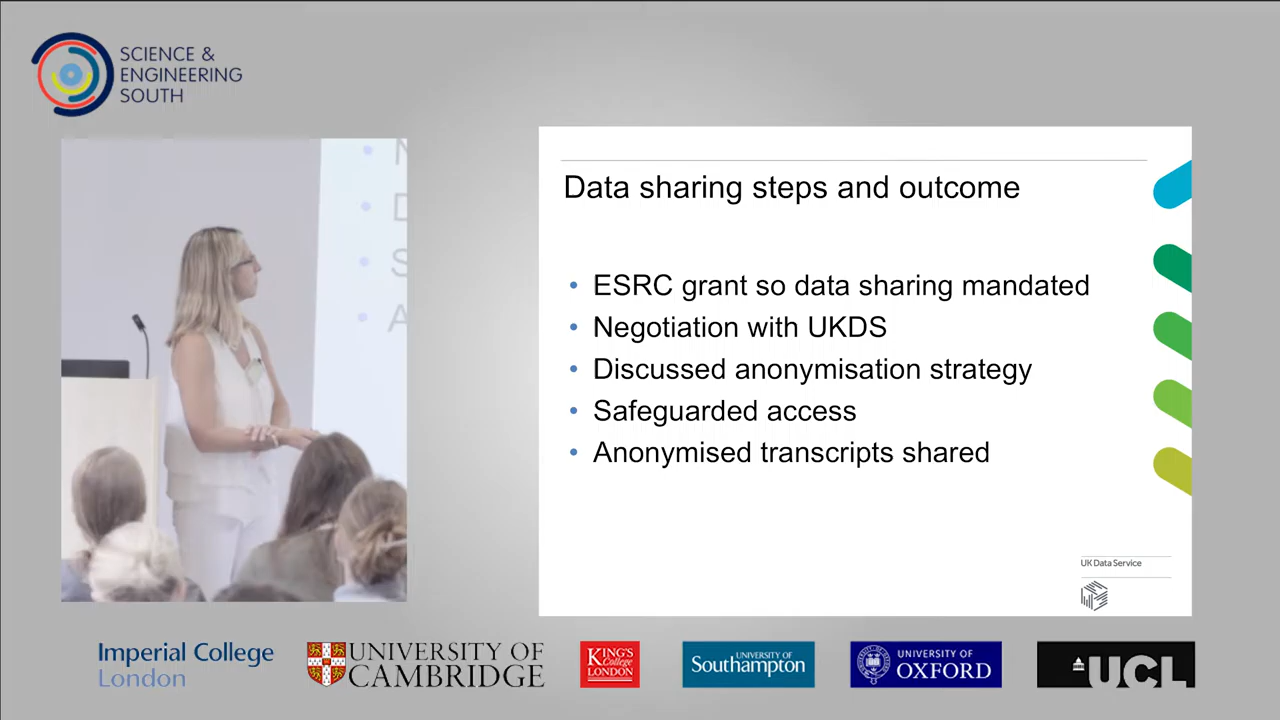 SCIENCE &
ENGINEERING
SOUTH
Data sharing steps and outcome
• ESRC grant so data sharing mandated
• Negotiation with UKDS
• Discussed anonymisation strategy
• Safeguarded access
• Anonymised transcripts shared
UK Data Service
Imperial College
London
UNIVERSITY OF
CAMBRIDGE
KING'S
College
LONDON
UNIVERSITY OF
Southampton
UNIVERSITY OF
OXFORD
UCL